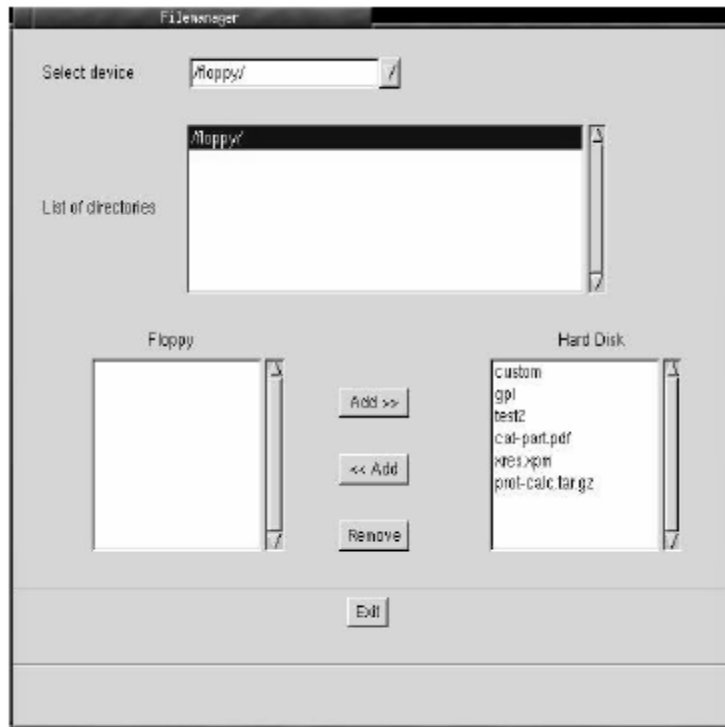 Filemanager
Select device
/floppy/
/floppy/
List of directories
Floppy
Hard Disk
custom
gpl
test2
cat-part.pdf
xres.xpm
prot-calc.tar.gz
Add >>
<< Add
Remove
Exit